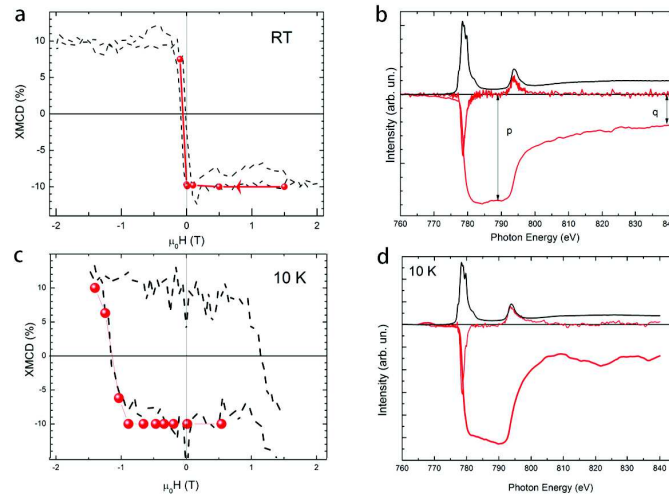 a
RT
XMCD (%)
10
5
0
-5
-10
-2
-1
0
1
2
μ₀H (T)
b
Intensity (arb. un.)
p
q
760
770
780
790
800
810
820
830
840
Photon Energy (eV)
c
10 K
XMCD (%)
10
5
0
-5
-10
-2
-1
0
1
2
μ₀H (T)
d
10 K
Intensity (arb. un.)
760
770
780
790
800
810
820
830
84
Photon Energy (eV)